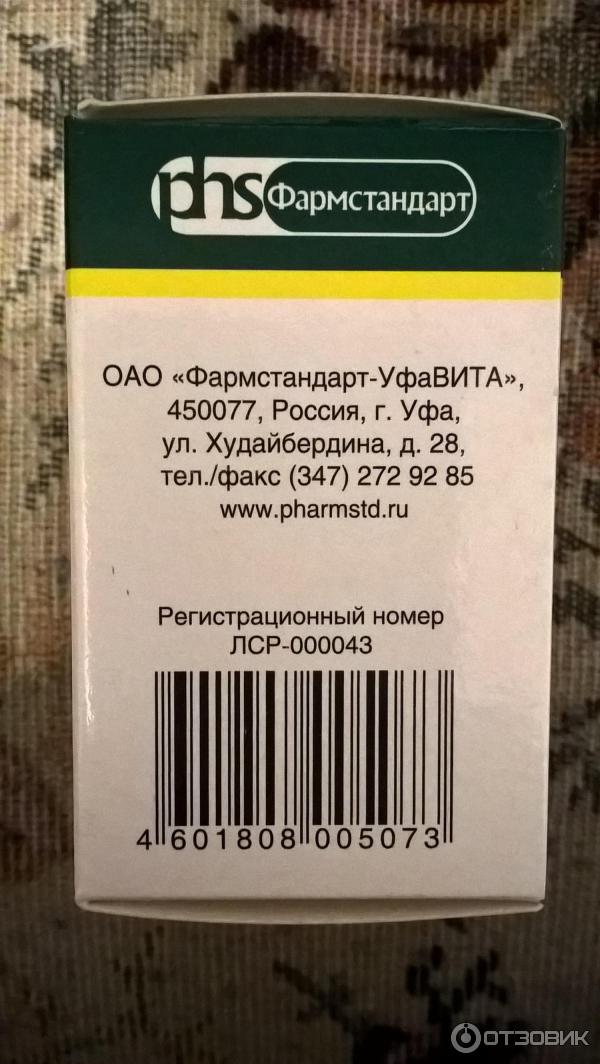 phs Фармстандарт
ОАО «Фармстандарт-УфаВИТА»,
450077, Россия, г. Уфа,
ул. Худайбердина, д. 28,
тел./факс (347) 272 92 85
www.pharmstd.ru
Регистрационный номер
ЛСР-000043
4 601808 005073
ОТЗОВИК